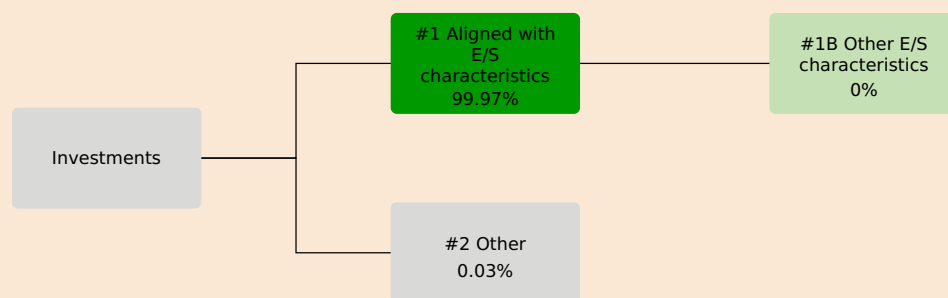 #1 Aligned with
E/S
characteristics
99.97%
#1B Other E/S
characteristics
0%
Investments
#2 Other
0.03%